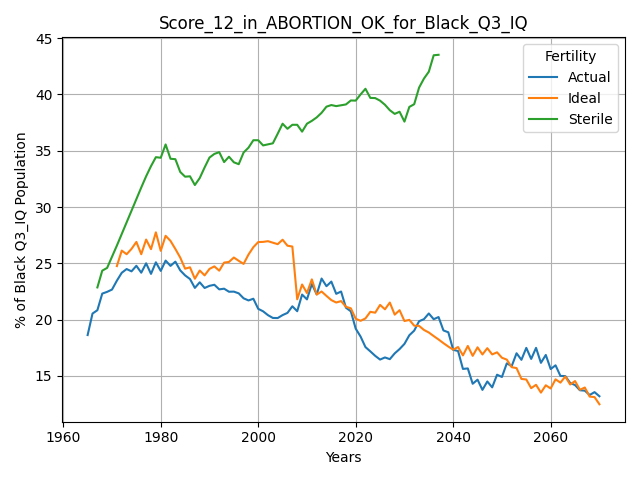 Score_12_in_ABORTION_OK_for_Black_Q3_IQ
% of Black Q3_IQ Population
45
40
35
30
25
20
15
Fertility
Actual
Ideal
Sterile
1960 1980 2000 2020 2040 2060
Years